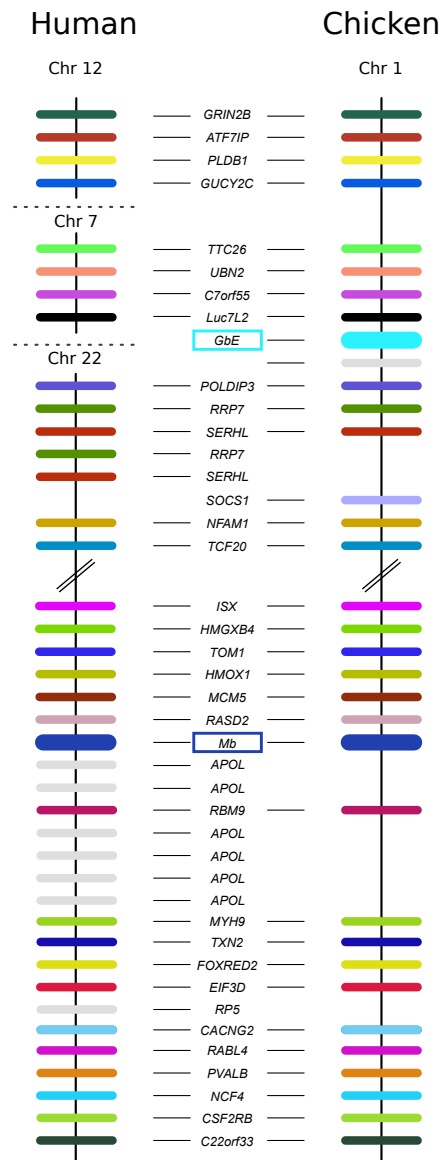 Human Chicken
Chr 12 Chr 1
GRIN2B
ATF7IP
PLDB1
GUCY2C
Chr 7
TTC26
UBN2
C7orf55
Luc7L2
GbE
Chr 22
POLDIP3
RRP7
SERHL
RRP7
SERHL
SOCS1
NFAM1
TCF20
ISX
HMGXB4
TOM1
HMOX1
MCM5
RASD2
Mb
APOL
APOL
RBM9
APOL
APOL
APOL
APOL
MYH9
TXN2
FOXRED2
EIF3D
RP5
CACNG2
RABL4
PVALB
NCF4
CSF2RB
C22orf33